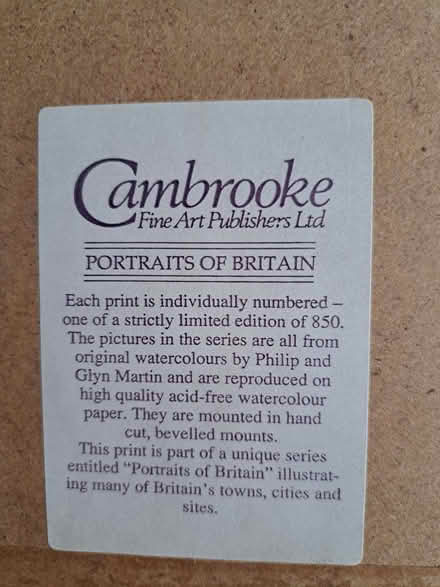 Cambrooke
Fine Art Publishers Ltd
PORTRAITS OF BRITAIN
Each print is individually numbered –
one of a strictly limited edition of 850.
The pictures in the series are all from
original watercolours by Philip and
Glyn Martin and are reproduced on
high quality acid-free watercolour
paper. They are mounted in hand
cut, bevelled mounts.
This print is part of a unique series
entitled "Portraits of Britain" illustrat-
ing many of Britain's towns, cities and
sites.